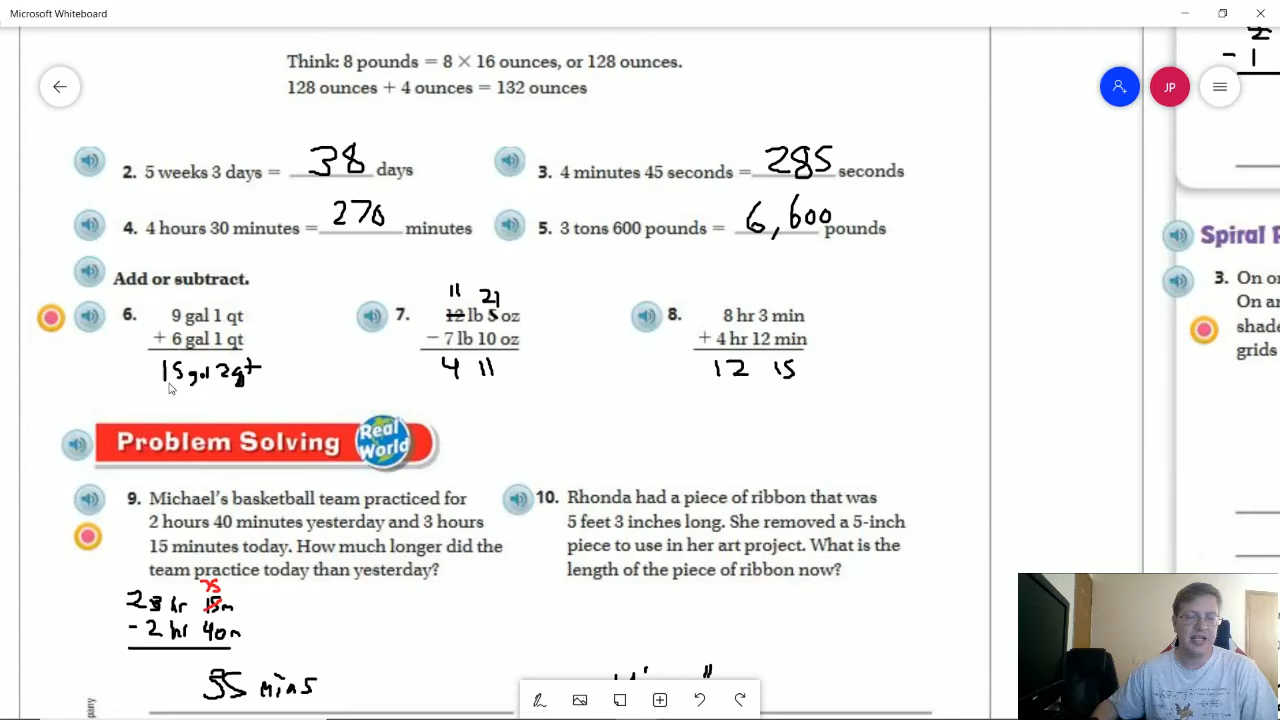 Microsoft Whiteboard
Think: 8 pounds = 8 × 16 ounces, or 128 ounces.
128 ounces + 4 ounces = 132 ounces
JP
- 1
2. 5 weeks 3 days = 38 days
3. 4 minutes 45 seconds = 285 seconds
4. 4 hours 30 minutes = 270 minutes
5. 3 tons 600 pounds = 6,600 pounds
Spiral R
Add or subtract.
3. On or
On ar
shade
grids
11 21
6. 9 gal 1 qt
7. 12 lb 5 oz
8. 8 hr 3 min
+ 6 gal 1 qt
− 7 lb 10 oz
+ 4 hr 12 min
15 gal 2 qt
4 11
12 15
Problem Solving Real World
9. Michael's basketball team practiced for
2 hours 40 minutes yesterday and 3 hours
15 minutes today. How much longer did the
team practice today than yesterday?
10. Rhonda had a piece of ribbon that was
5 feet 3 inches long. She removed a 5-inch
piece to use in her art project. What is the
length of the piece of ribbon now?
75
2 3 hr 15 m
- 2 hr 40 m
35 mins
pany